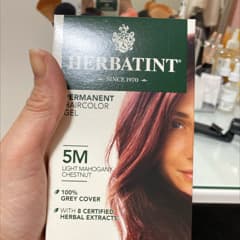 HERBATINT®
SINCE 1970
PERMANENT
HAIRCOLOR
GEL
5M
LIGHT MAHOGANY
CHESTNUT
• 100%
GREY COVER
• WITH 8 CERTIFIED
HERBAL EXTRACTS